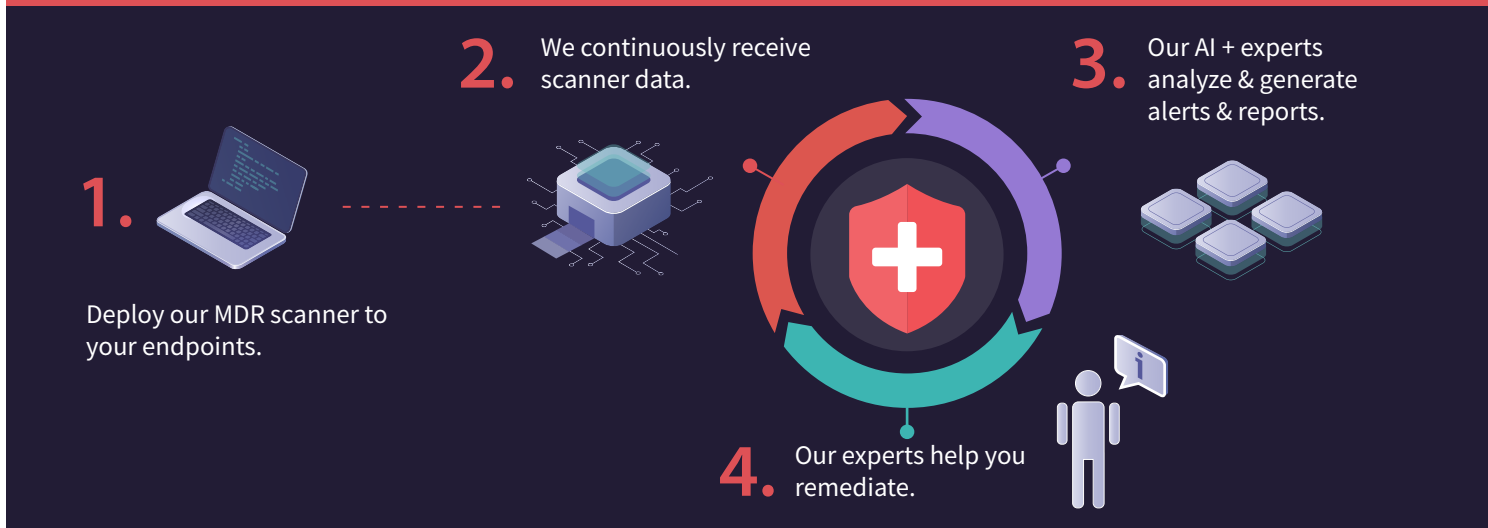 1.
Deploy our MDR scanner to
your endpoints.
2.
We continuously receive
scanner data.
3.
Our AI + experts
analyze & generate
alerts & reports.
4.
Our experts help you
remediate.
i